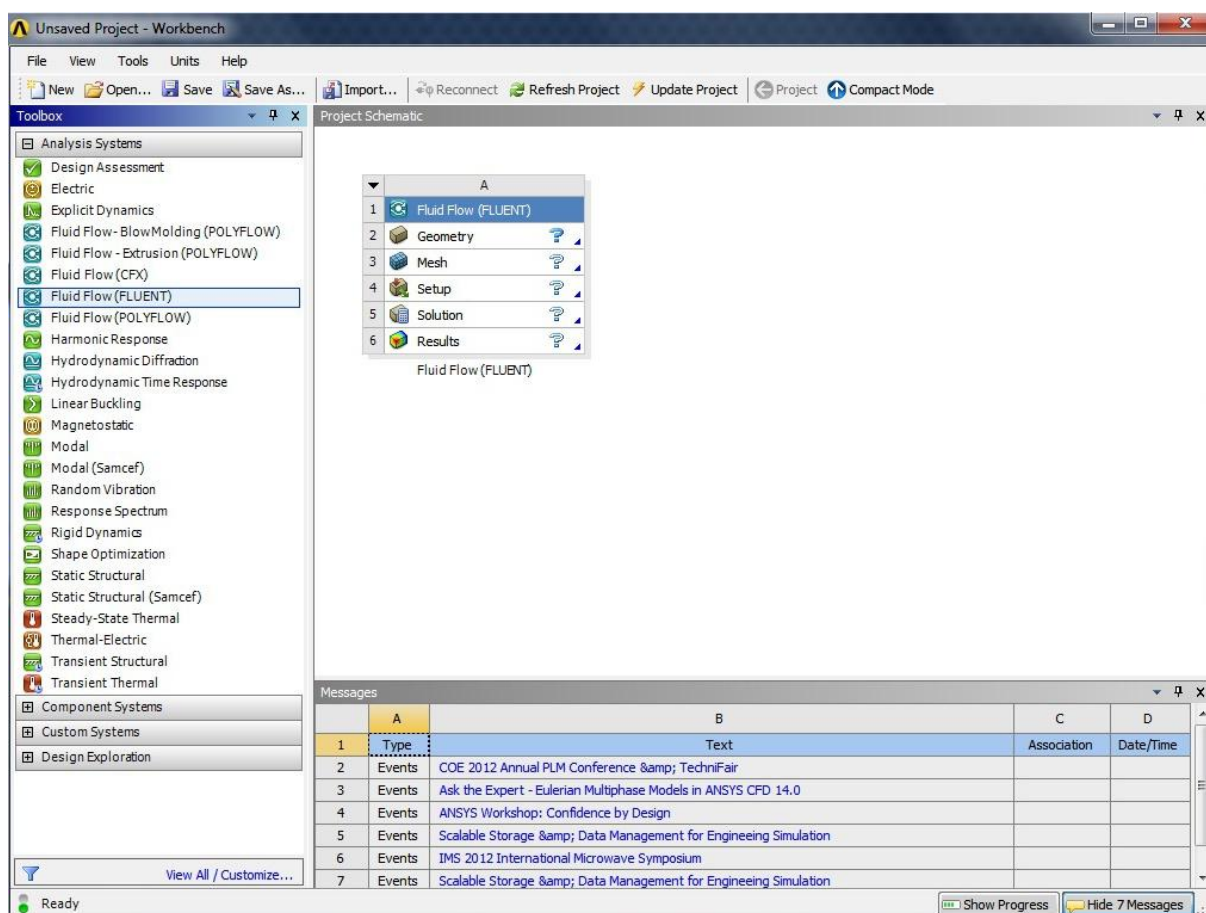 Unsaved Project - Workbench
File View Tools Units Help
New Open... Save Save As... Import... Reconnect Refresh Project Update Project Project Compact Mode
Toolbox
Project Schematic
Analysis Systems
Design Assessment
Electric
Explicit Dynamics
Fluid Flow- BlowMolding (POLYFLOW)
Fluid Flow - Extrusion (POLYFLOW)
Fluid Flow (CFX)
Fluid Flow (FLUENT)
Fluid Flow (POLYFLOW)
Harmonic Response
Hydrodynamic Diffraction
Hydrodynamic Time Response
Linear Buckling
Magnetostatic
Modal
Modal (Samcef)
Random Vibration
Response Spectrum
Rigid Dynamics
Shape Optimization
Static Structural
Static Structural (Samcef)
Steady-State Thermal
Thermal-Electric
Transient Structural
Transient Thermal
Component Systems
Custom Systems
Design Exploration
View All / Customize...
A
1 Fluid Flow (FLUENT)
2 Geometry ?
3 Mesh ?
4 Setup ?
5 Solution ?
6 Results ?
Fluid Flow (FLUENT)
Messages
A B C D
1 Type Text Association Date/Time
2 Events COE 2012 Annual PLM Conference &amp; TechniFair
3 Events Ask the Expert - Eulerian Multiphase Models in ANSYS CFD 14.0
4 Events ANSYS Workshop: Confidence by Design
5 Events Scalable Storage &amp; Data Management for Engineeing Simulation
6 Events IMS 2012 International Microwave Symposium
7 Events Scalable Storage &amp; Data Management for Engineeing Simulation
Ready
Show Progress Hide 7 Messages